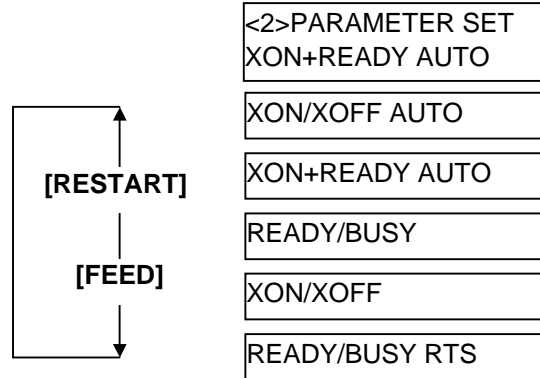 <2>PARAMETER SET
XON+READY AUTO
XON/XOFF AUTO
[RESTART]
XON+READY AUTO
READY/BUSY
[FEED]
XON/XOFF
READY/BUSY RTS